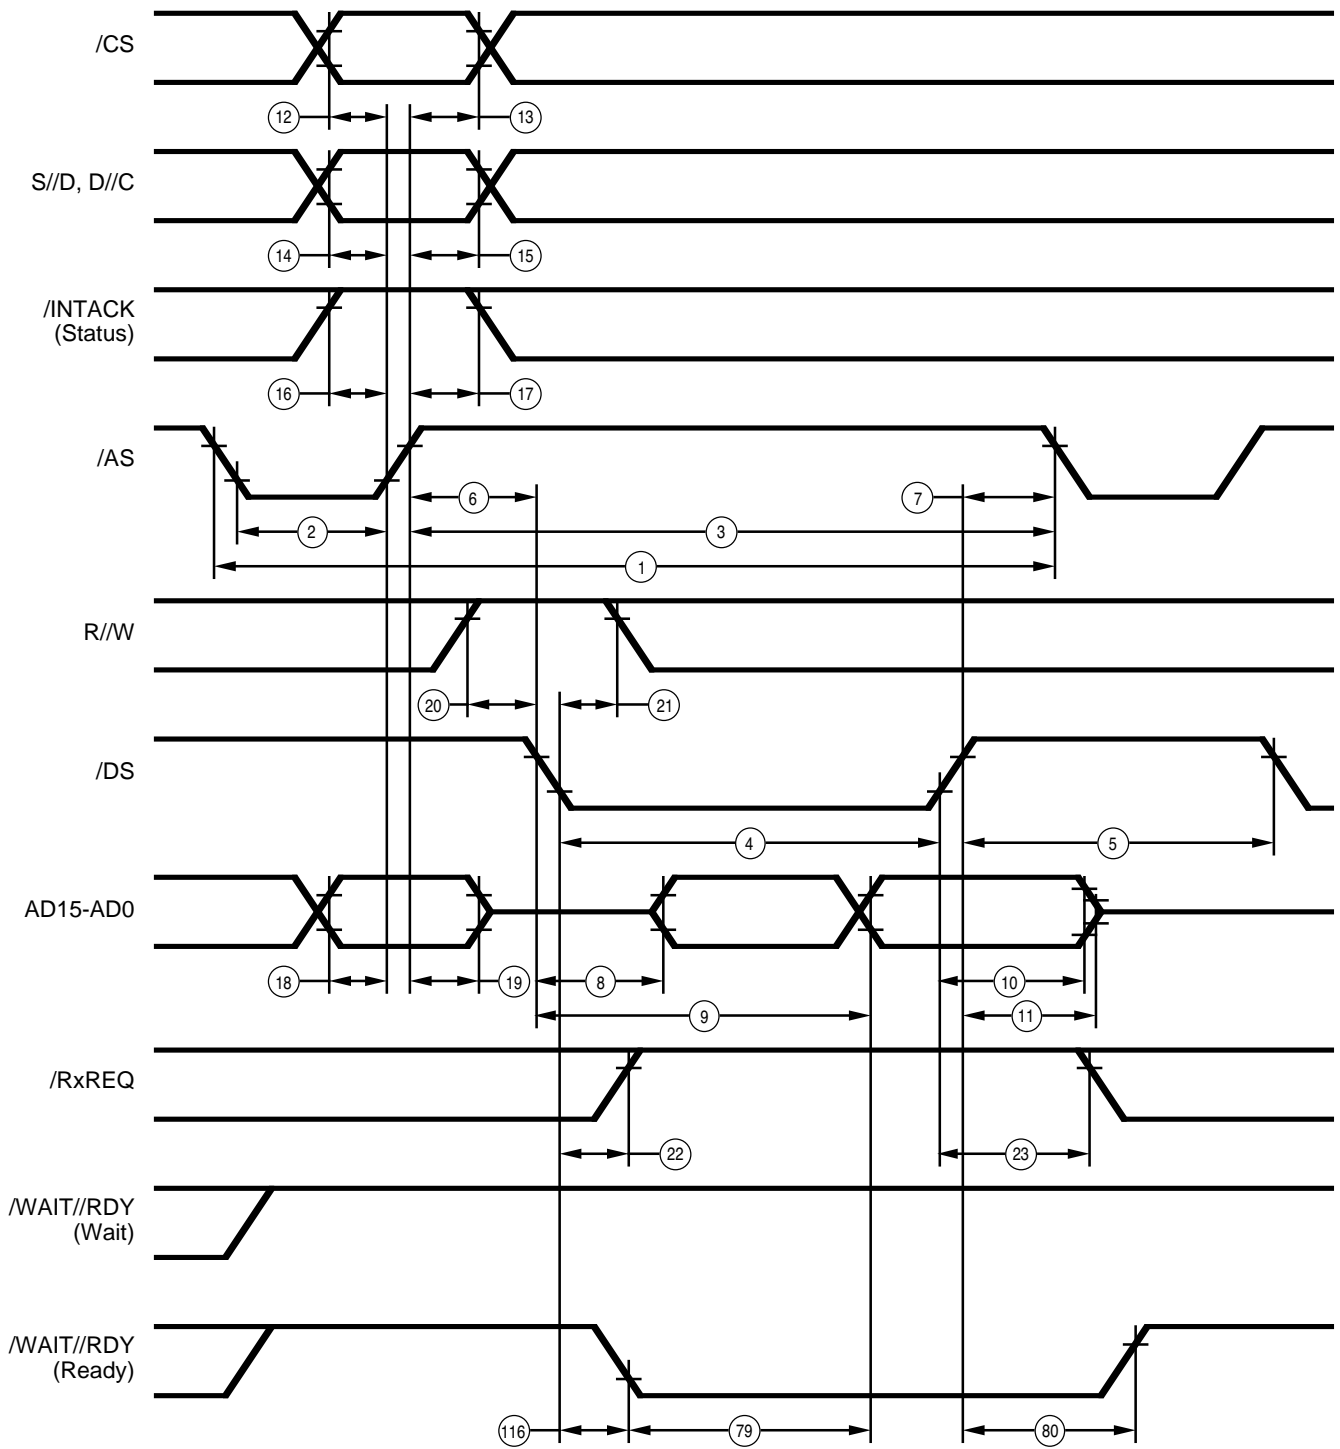 /CS
12
13
S//D, D//C
14
15
/INTACK
(Status)
16
17
/AS
6
7
2
3
1
R//W
20
21
/DS
4
5
AD15-AD0
18
19
8
10
9
11
/RxREQ
22
23
/WAIT//RDY
(Wait)
/WAIT//RDY
(Ready)
116
79
80